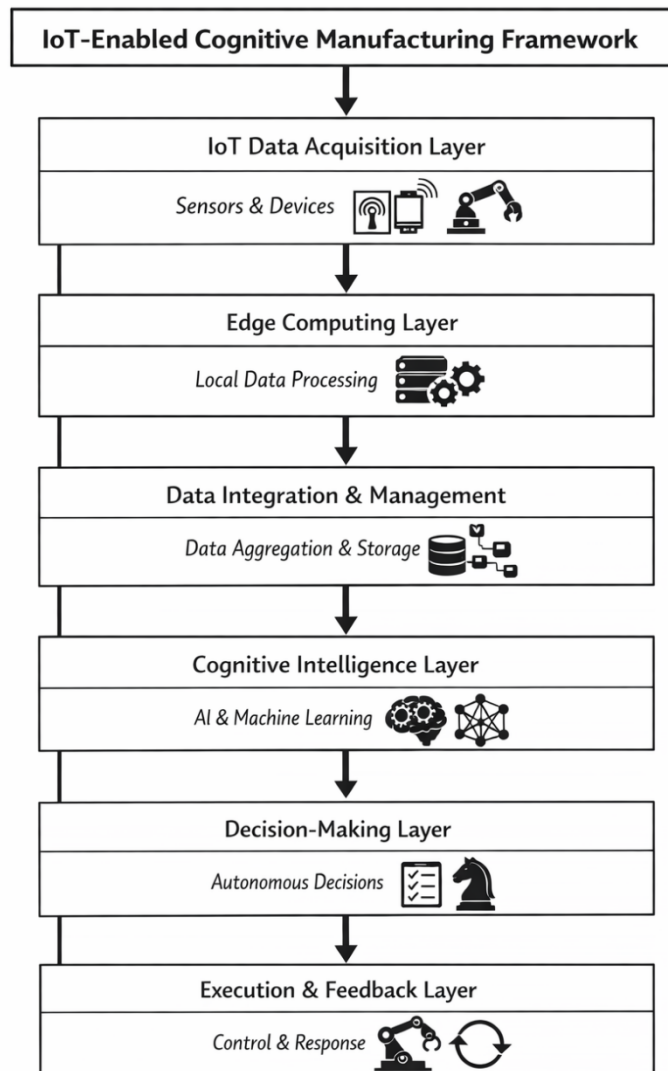 IoT-Enabled Cognitive Manufacturing Framework
IoT Data Acquisition Layer
Sensors & Devices
Edge Computing Layer
Local Data Processing
Data Integration & Management
Data Aggregation & Storage
Cognitive Intelligence Layer
AI & Machine Learning
Decision-Making Layer
Autonomous Decisions
Execution & Feedback Layer
Control & Response